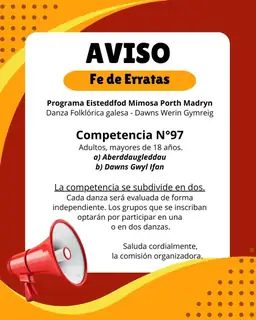 AVISO
Fe de Erratas
Programa Eisteddfod Mimosa Porth Madryn
Danza Folklórica galesa - Dawns Werin Gymreig
Competencia N°97
Adultos, mayores de 18 años.
a) Aberddaugleddau
b) Dawns Gwyl Ifan
La competencia se subdivide en dos.
Cada danza será evaluada de forma
independiente. Los grupos que se inscriban
optarán por participar en una
o en dos danzas.
Saluda cordialmente,
la comisión organizadora.